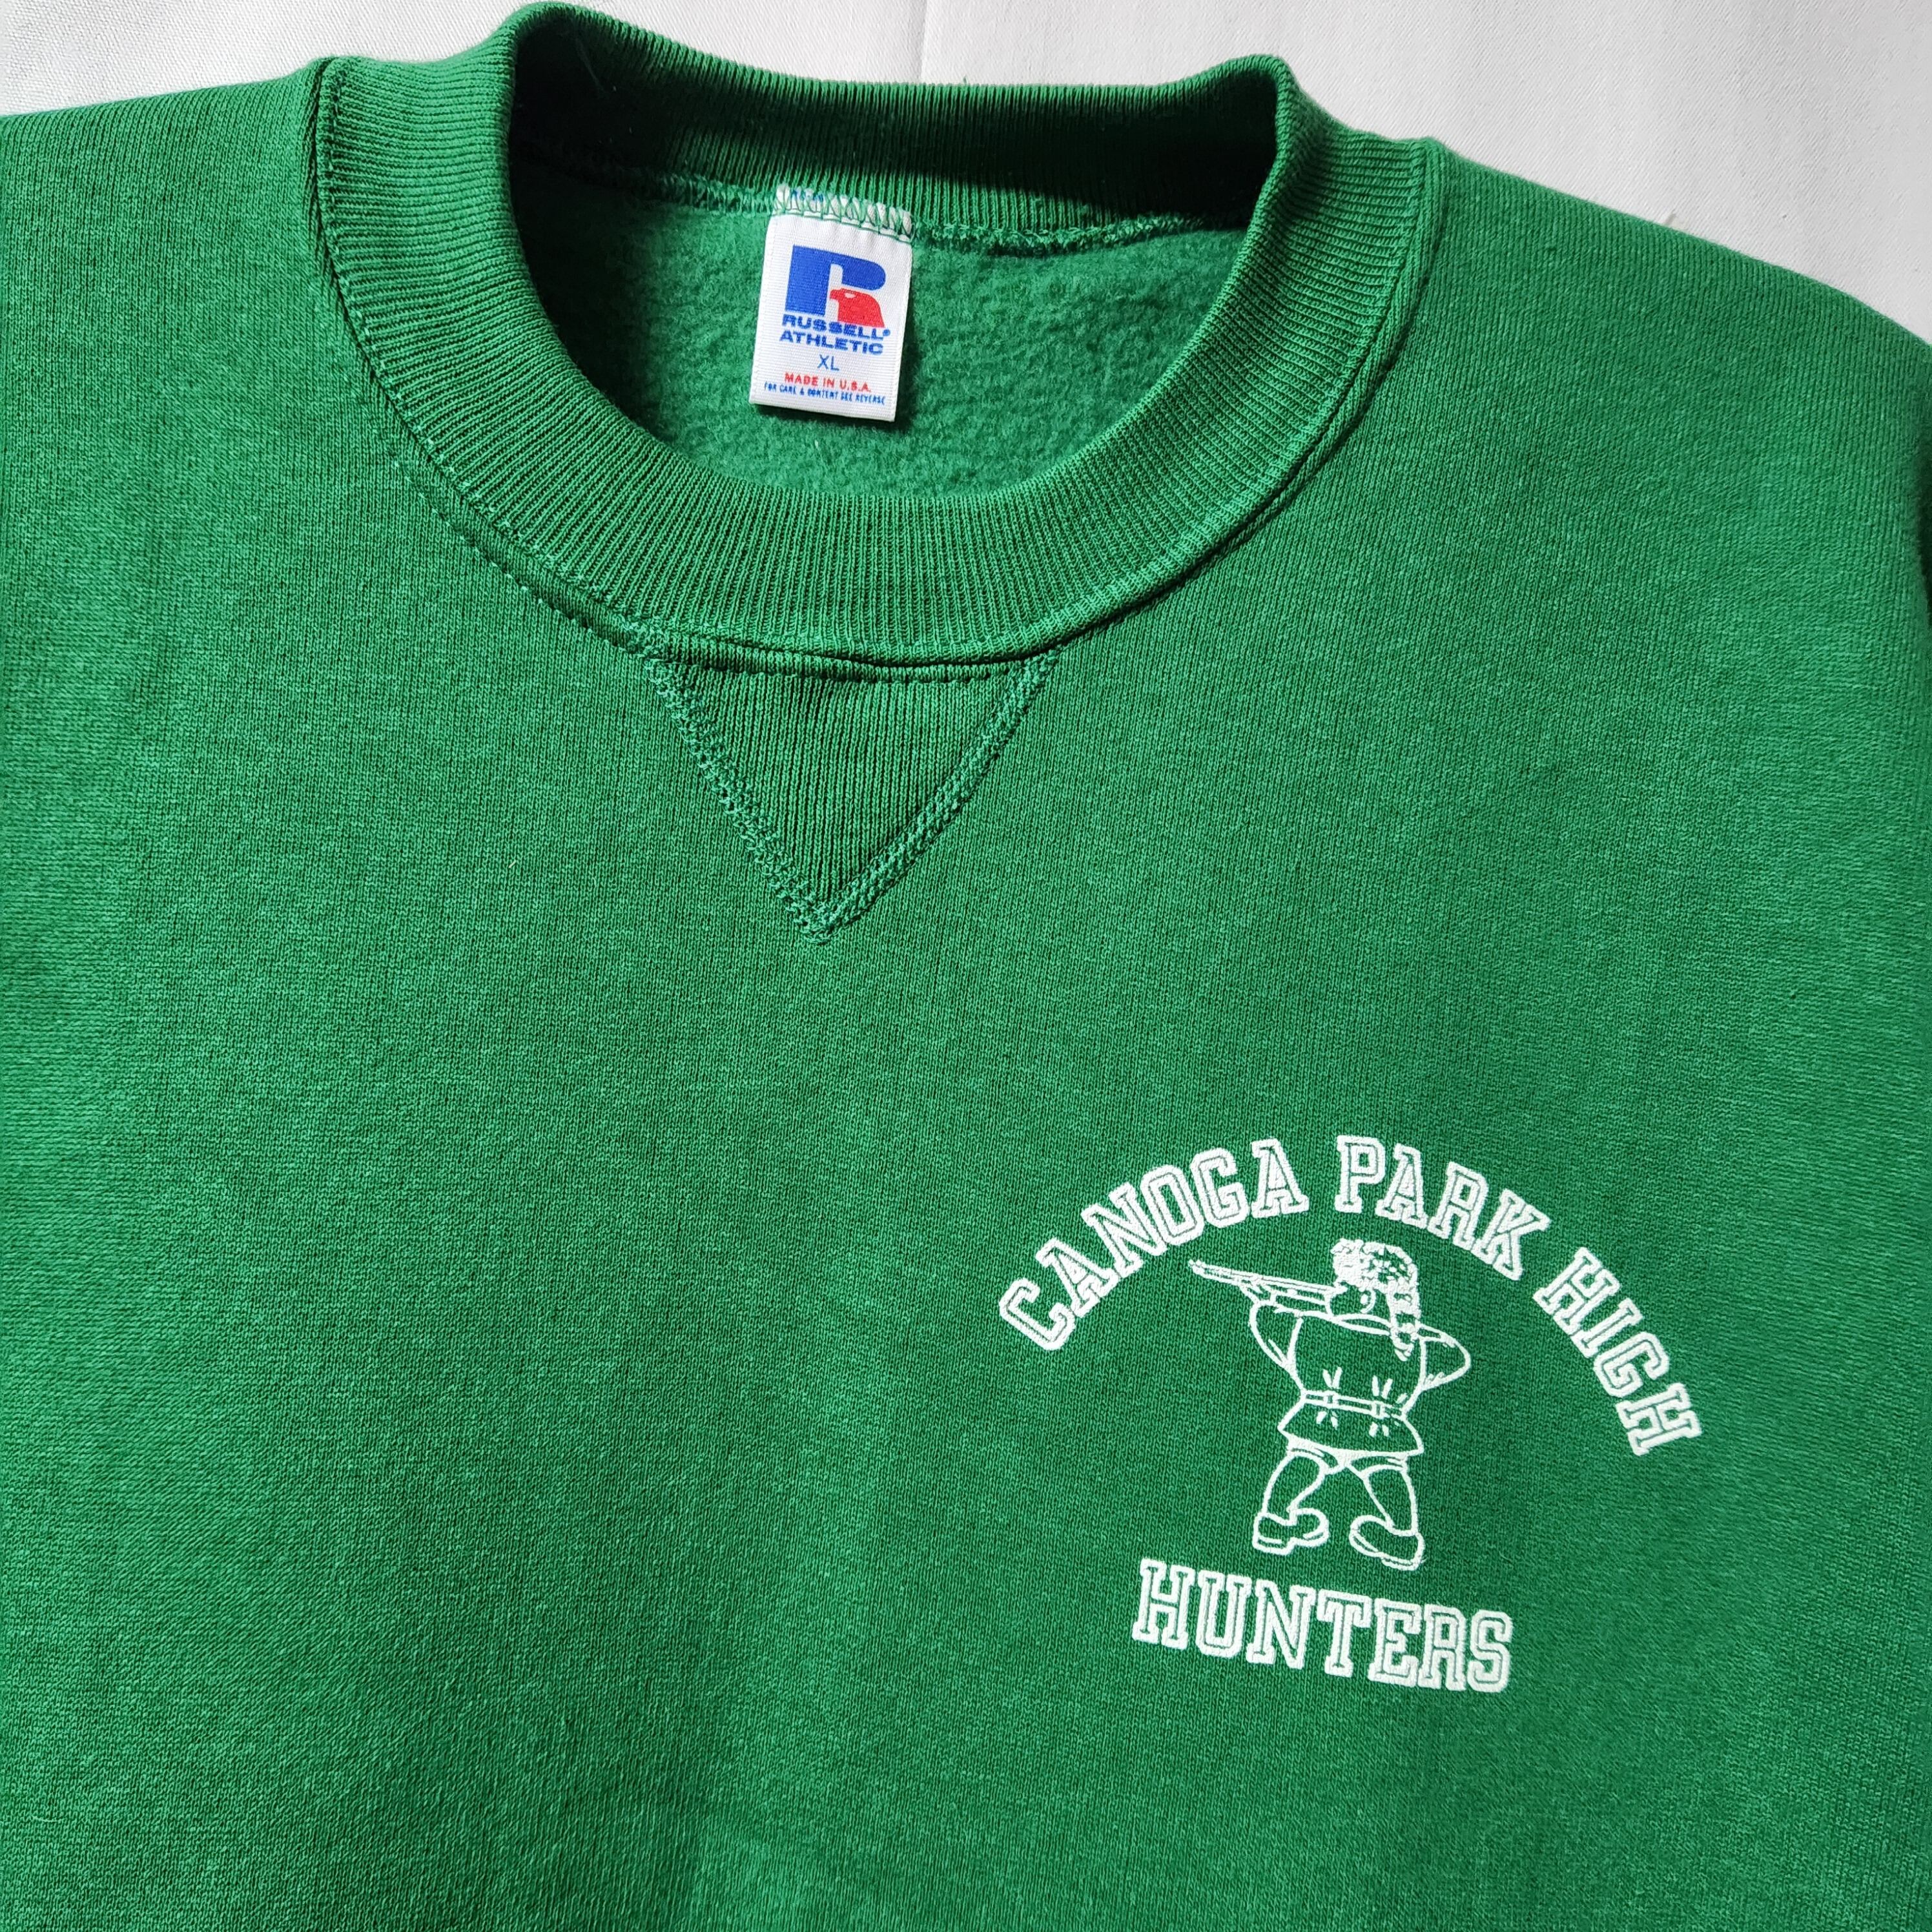 R
RUSSELL®
ATHLETIC
XL
MADE IN U.S.A.
FOR CARE & CONTENT SEE REVERSE
CANOGA PARK HIGH
HUNTERS